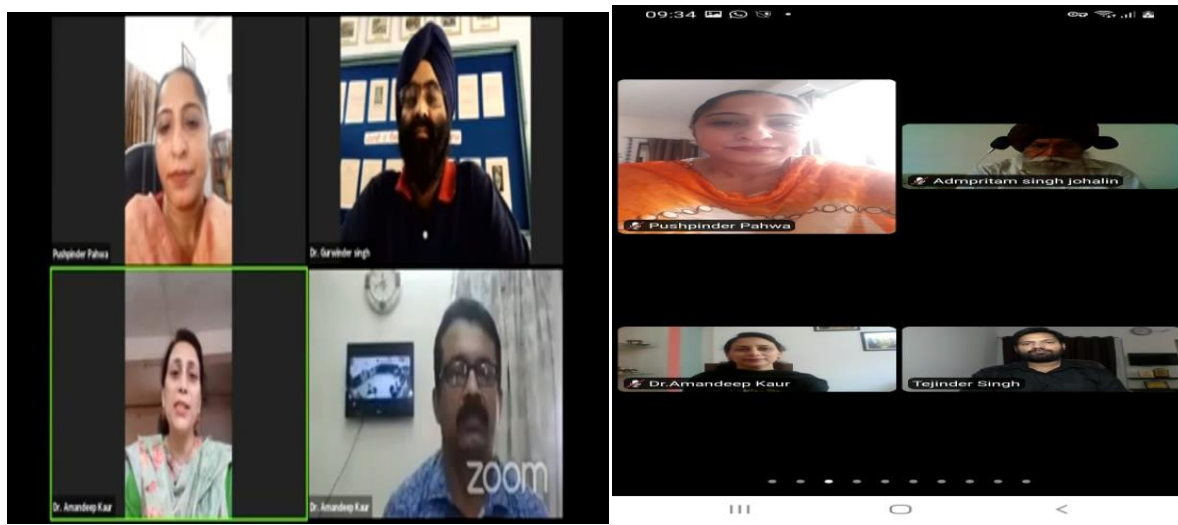 Pushpinder Pahwa
Dr. Gurwinder singh
Dr. Amandeep Kaur
Dr. Amandeep Kaur
zoom
09:34
Pushpinder Pahwa
Admpritam singh johalin
Dr.Amandeep Kaur
Tejinder Singh